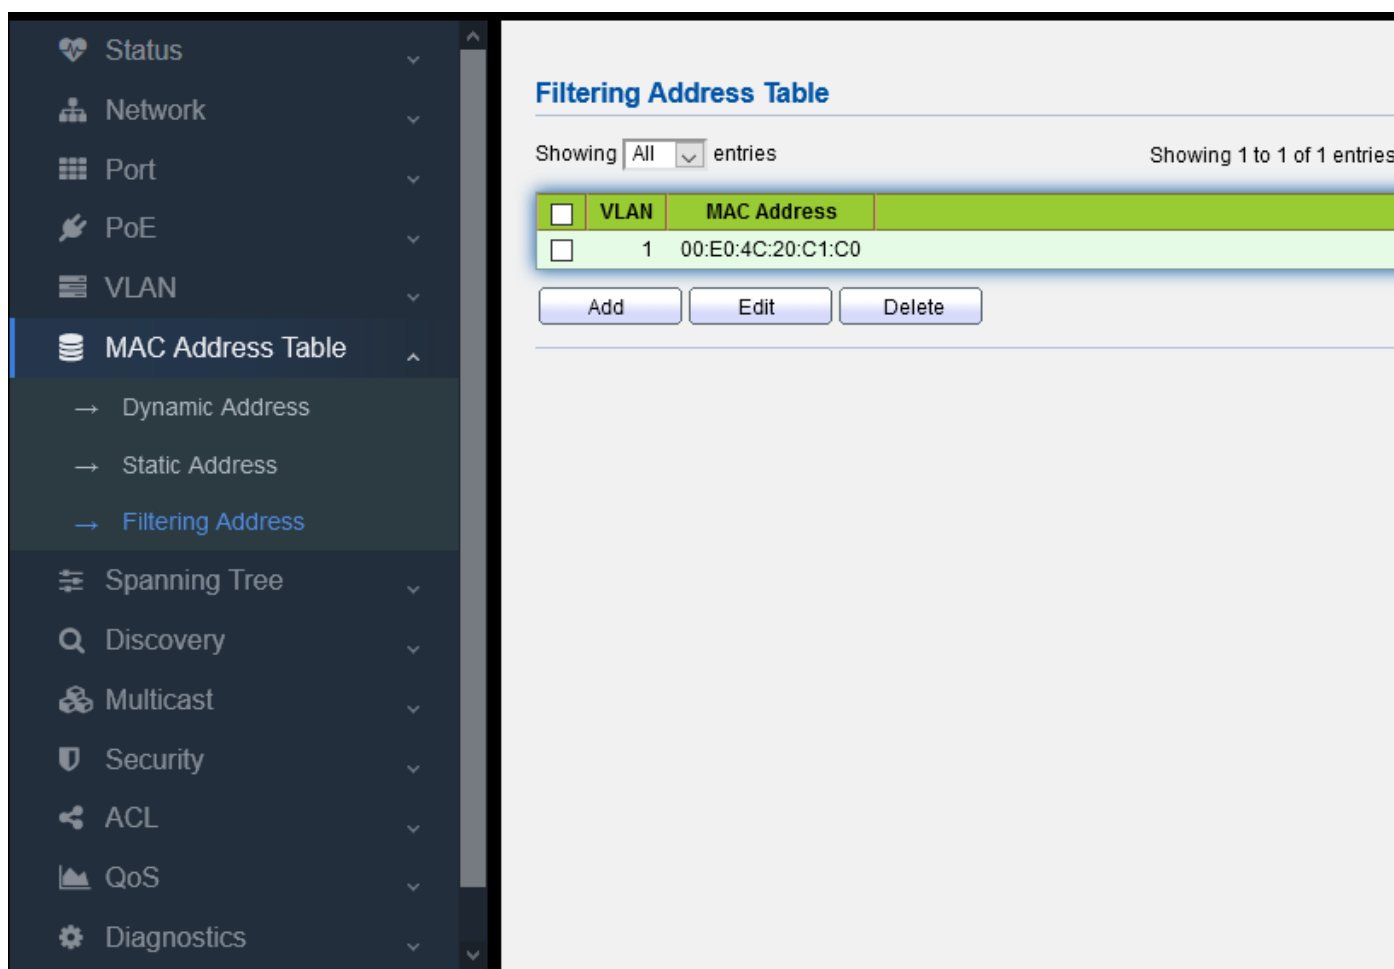 Status
Network
Port
PoE
VLAN
MAC Address Table
→ Dynamic Address
→ Static Address
→ Filtering Address
Spanning Tree
Discovery
Multicast
Security
ACL
QoS
Diagnostics
Filtering Address Table
Showing All entries Showing 1 to 1 of 1 entries
VLAN MAC Address
1 00:E0:4C:20:C1:C0
Add Edit Delete